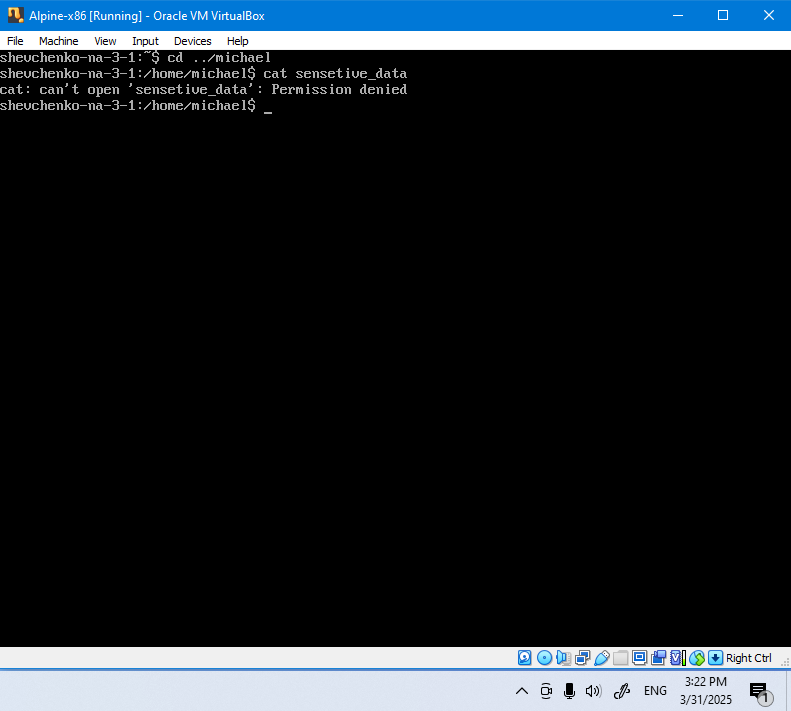 Alpine-x86 [Running] - Oracle VM VirtualBox
File Machine View Input Devices Help
shevchenko-na-3-1:~$ cd ../michael
shevchenko-na-3-1:/home/michael$ cat sensetive_data
cat: can't open 'sensetive_data': Permission denied
shevchenko-na-3-1:/home/michael$ _
Right Ctrl
ENG
3:22 PM
3/31/2025
1